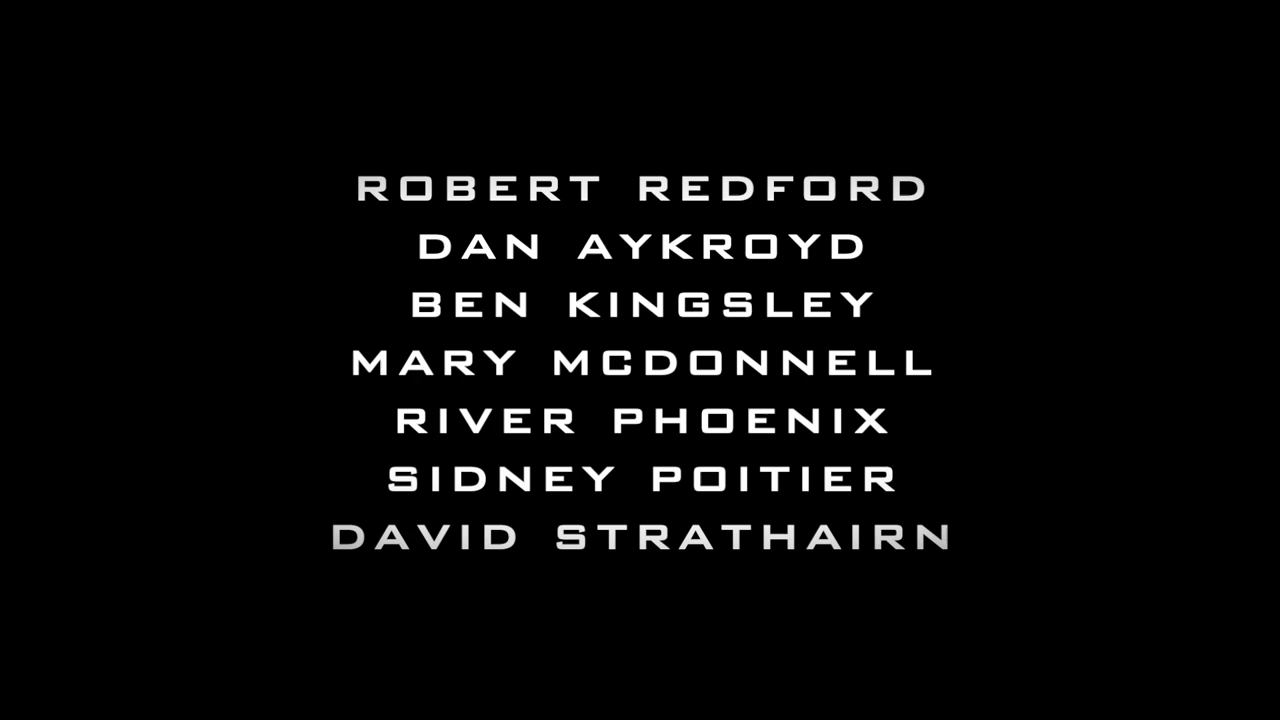 ROBERT REDFORD
DAN AYKROYD
BEN KINGSLEY
MARY MCDONNELL
RIVER PHOENIX
SIDNEY POITIER
DAVID STRATHAIRN